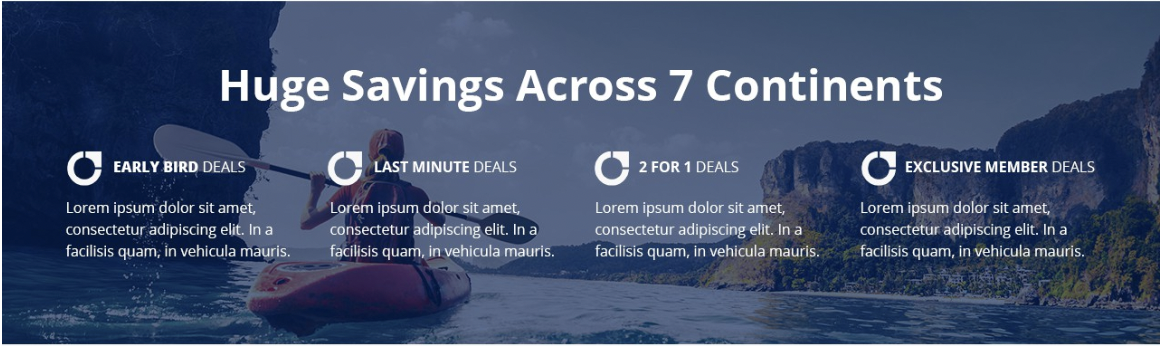 Huge Savings Across 7 Continents
EARLY BIRD DEALS
Lorem ipsum dolor sit amet,
consectetur adipiscing elit. In a
facilisis quam, in vehicula mauris.
LAST MINUTE DEALS
Lorem ipsum dolor sit amet,
consectetur adipiscing elit. In a
facilisis quam, in vehicula mauris.
2 FOR 1 DEALS
Lorem ipsum dolor sit amet,
consectetur adipiscing elit. In a
facilisis quam, in vehicula mauris.
EXCLUSIVE MEMBER DEALS
Lorem ipsum dolor sit amet,
consectetur adipiscing elit. In a
facilisis quam, in vehicula mauris.